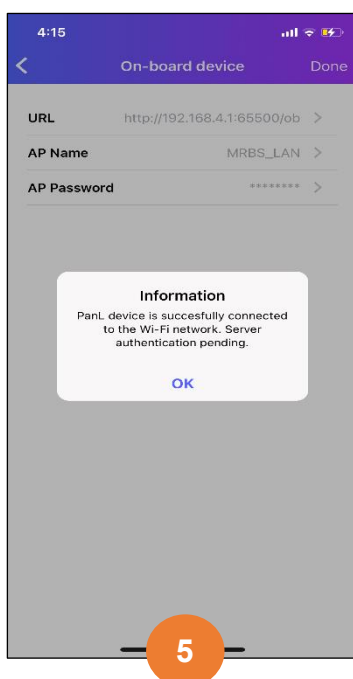 4:15
On-board device Done
URL http://192.168.4.1:65500/ob
AP Name MRBS_LAN
AP Password ********
Information
PanL device is succesfully connected
to the Wi-Fi network. Server
authentication pending.
OK
5